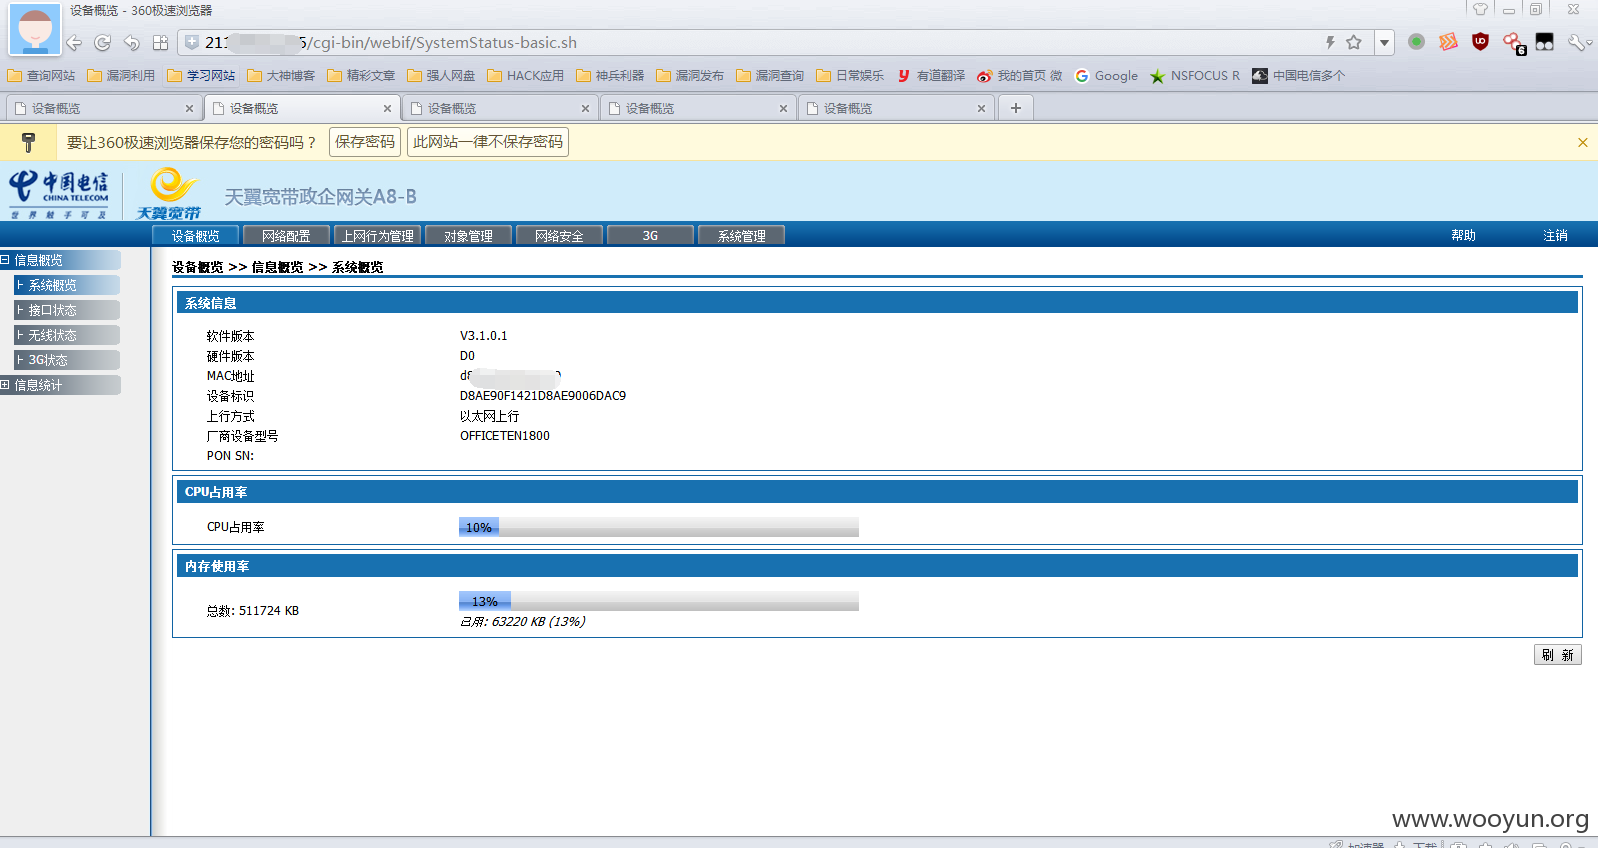 设备概览 - 360极速浏览器
211 5/cgi-bin/webif/SystemStatus-basic.sh
6
查询网站 漏洞利用 学习网站 大神博客 精彩文章 强人网盘 HACK应用 神兵利器 漏洞发布 漏洞查询 日常娱乐 有道翻译 我的首页 微 Google NSFOCUS R 中国电信多个
设备概览 设备概览 设备概览 设备概览 设备概览
要让360极速浏览器保存您的密码吗？ 保存密码 此网站一律不保存密码
中国电信 CHINA TELECOM 世界触手可及
天翼宽带
天翼宽带政企网关A8-B
设备概览 网络配置 上网行为管理 对象管理 网络安全 3G 系统管理 帮助 注销
信息概览
系统概览
接口状态
无线状态
3G状态
信息统计
设备概览 >> 信息概览 >> 系统概览
系统信息
软件版本 V3.1.0.1
硬件版本 D0
MAC地址 d8
设备标识 D8AE90F1421D8AE9006DAC9
上行方式 以太网上行
厂商设备型号 OFFICETEN1800
PON SN:
CPU占用率
CPU占用率 10%
内存使用率
总数: 511724 KB 13%
已用: 63220 KB (13%)
刷 新
www.wooyun.org
加速器 下载